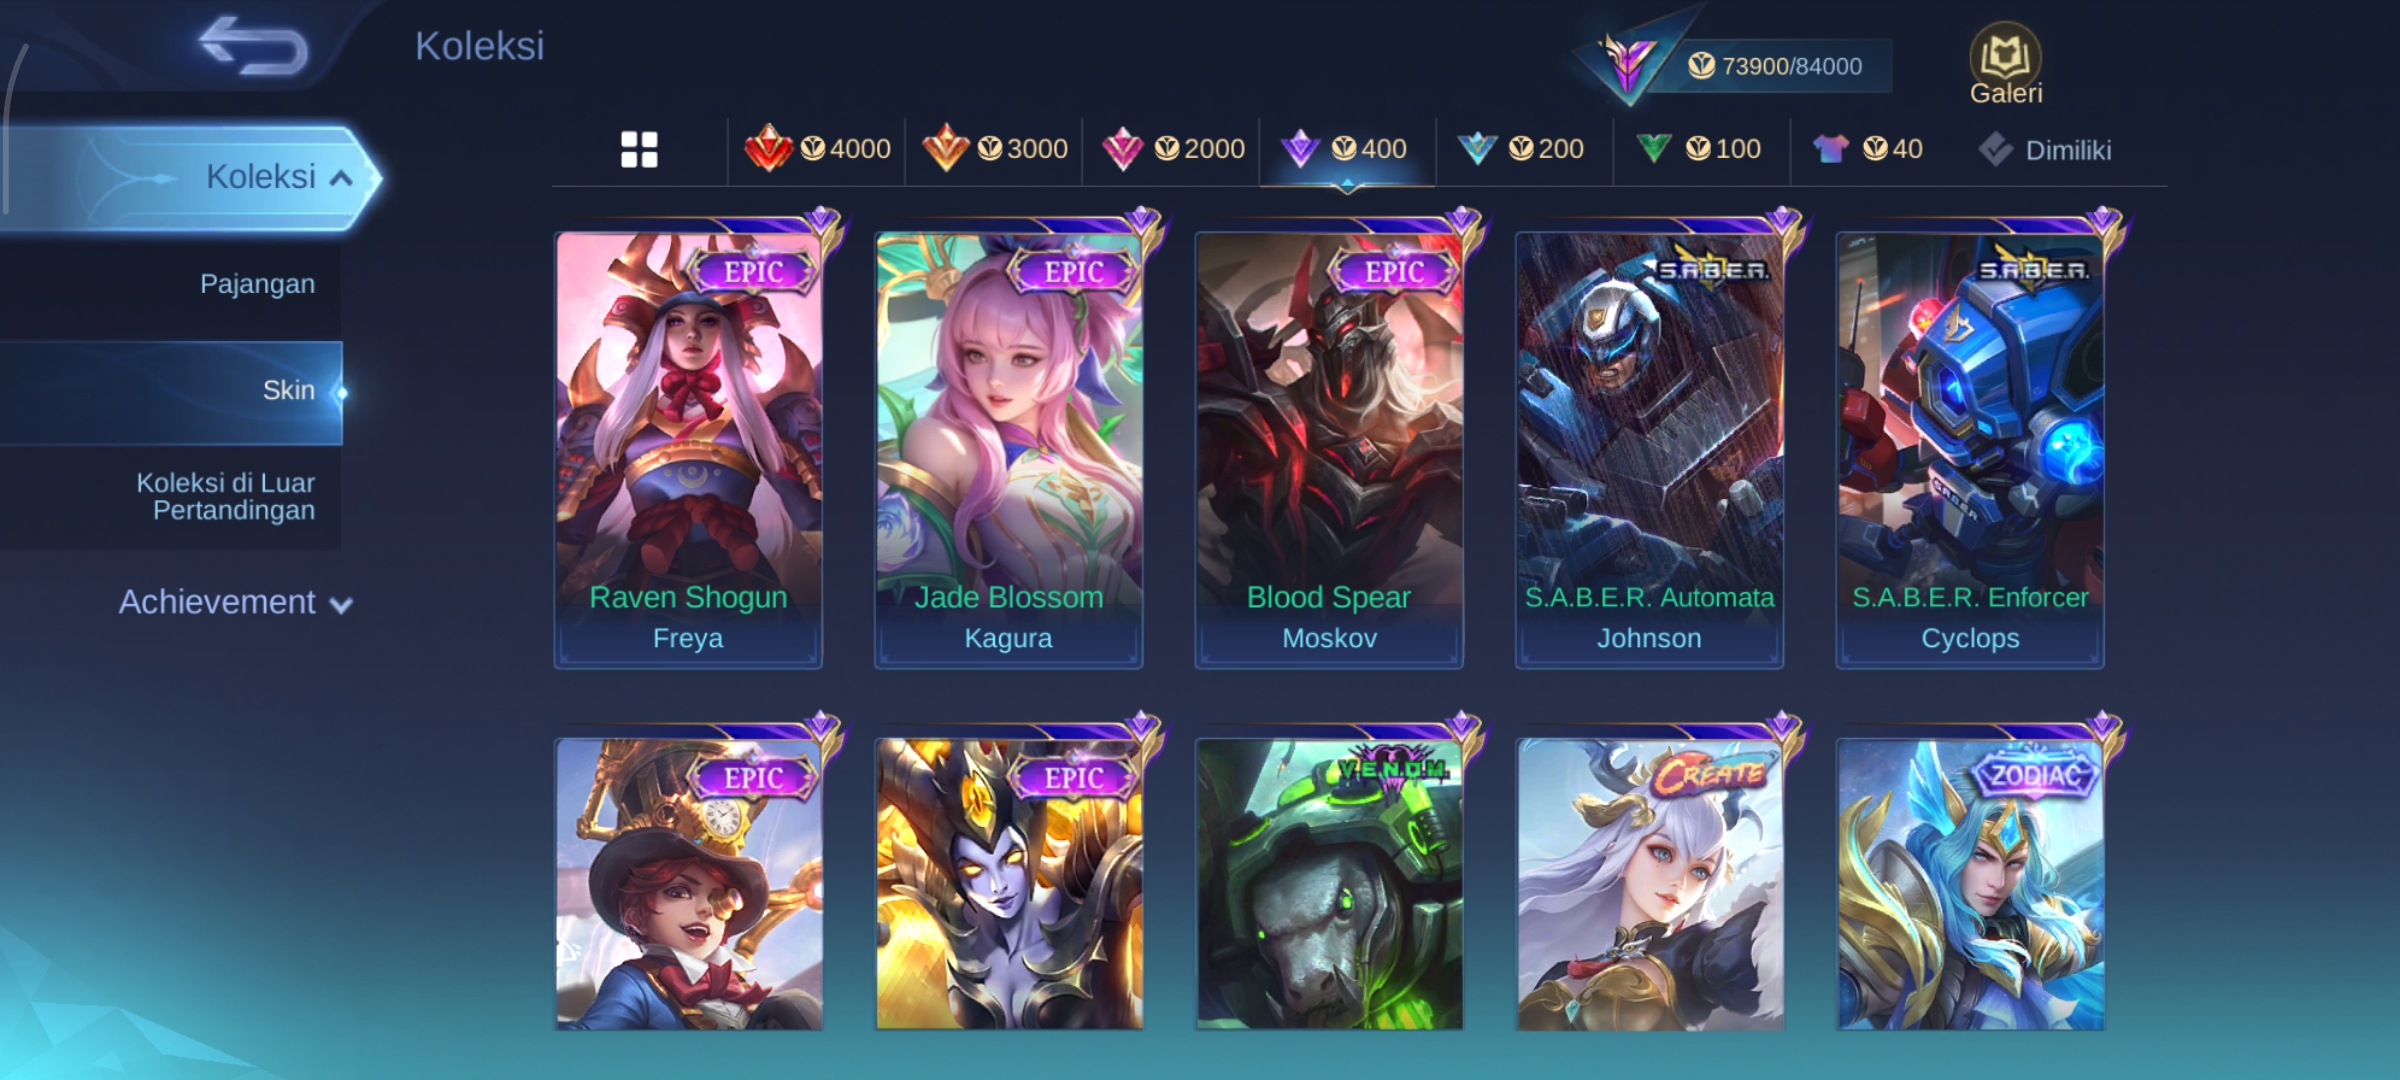 Koleksi
73900/84000
Galeri
4000
3000
2000
400
200
100
40
Dimiliki
Koleksi
Pajangan
Skin
Koleksi di Luar
Pertandingan
Achievement
EPIC
EPIC
EPIC
S.A.B.E.R.
S.A.B.E.R.
Raven Shogun
Jade Blossom
Blood Spear
S.A.B.E.R. Automata
S.A.B.E.R. Enforcer
Freya
Kagura
Moskov
Johnson
Cyclops
EPIC
EPIC
V.E.N.O.M.
CREATE
ZODIAC